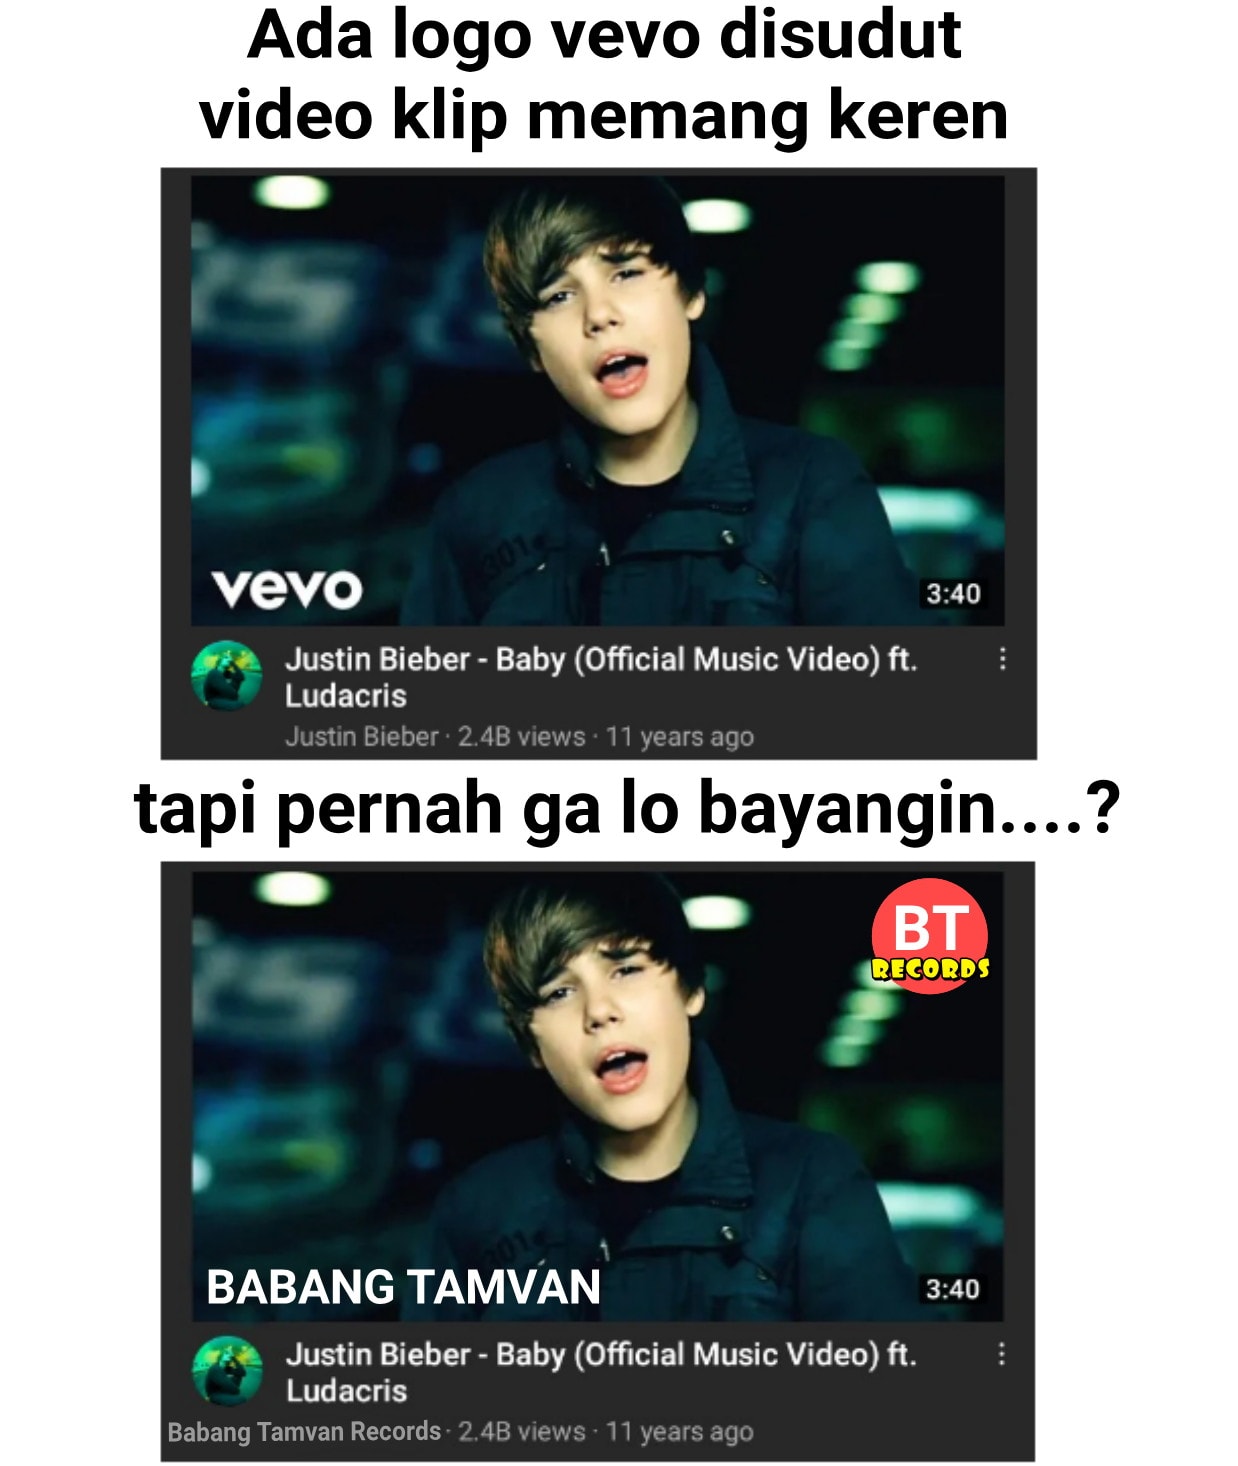 Ada logo vevo disudut
video klip memang keren
vevo
3:40
Justin Bieber - Baby (Official Music Video) ft.
Ludacris
Justin Bieber · 2.4B views · 11 years ago
tapi pernah ga lo bayangin....?
BT
RECORDS
BABANG TAMVAN
3:40
Justin Bieber - Baby (Official Music Video) ft.
Ludacris
Babang Tamvan Records · 2.4B views · 11 years ago